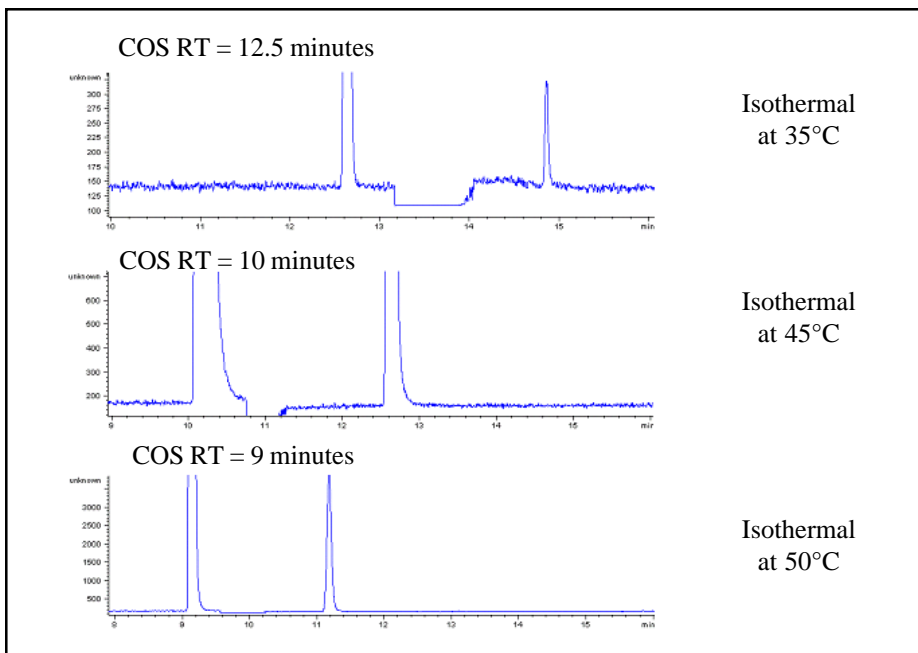 COS RT = 12.5 minutes
unknown
300
275
250
225
200
175
150
125
100
10 11 12 13 14 15 min
Isothermal
at 35°C
COS RT = 10 minutes
unknown
600
500
400
300
200
9 10 11 12 13 14 15 min
Isothermal
at 45°C
COS RT = 9 minutes
unknown
3000
2500
2000
1500
1000
500
8 9 10 11 12 13 14 15 min
Isothermal
at 50°C